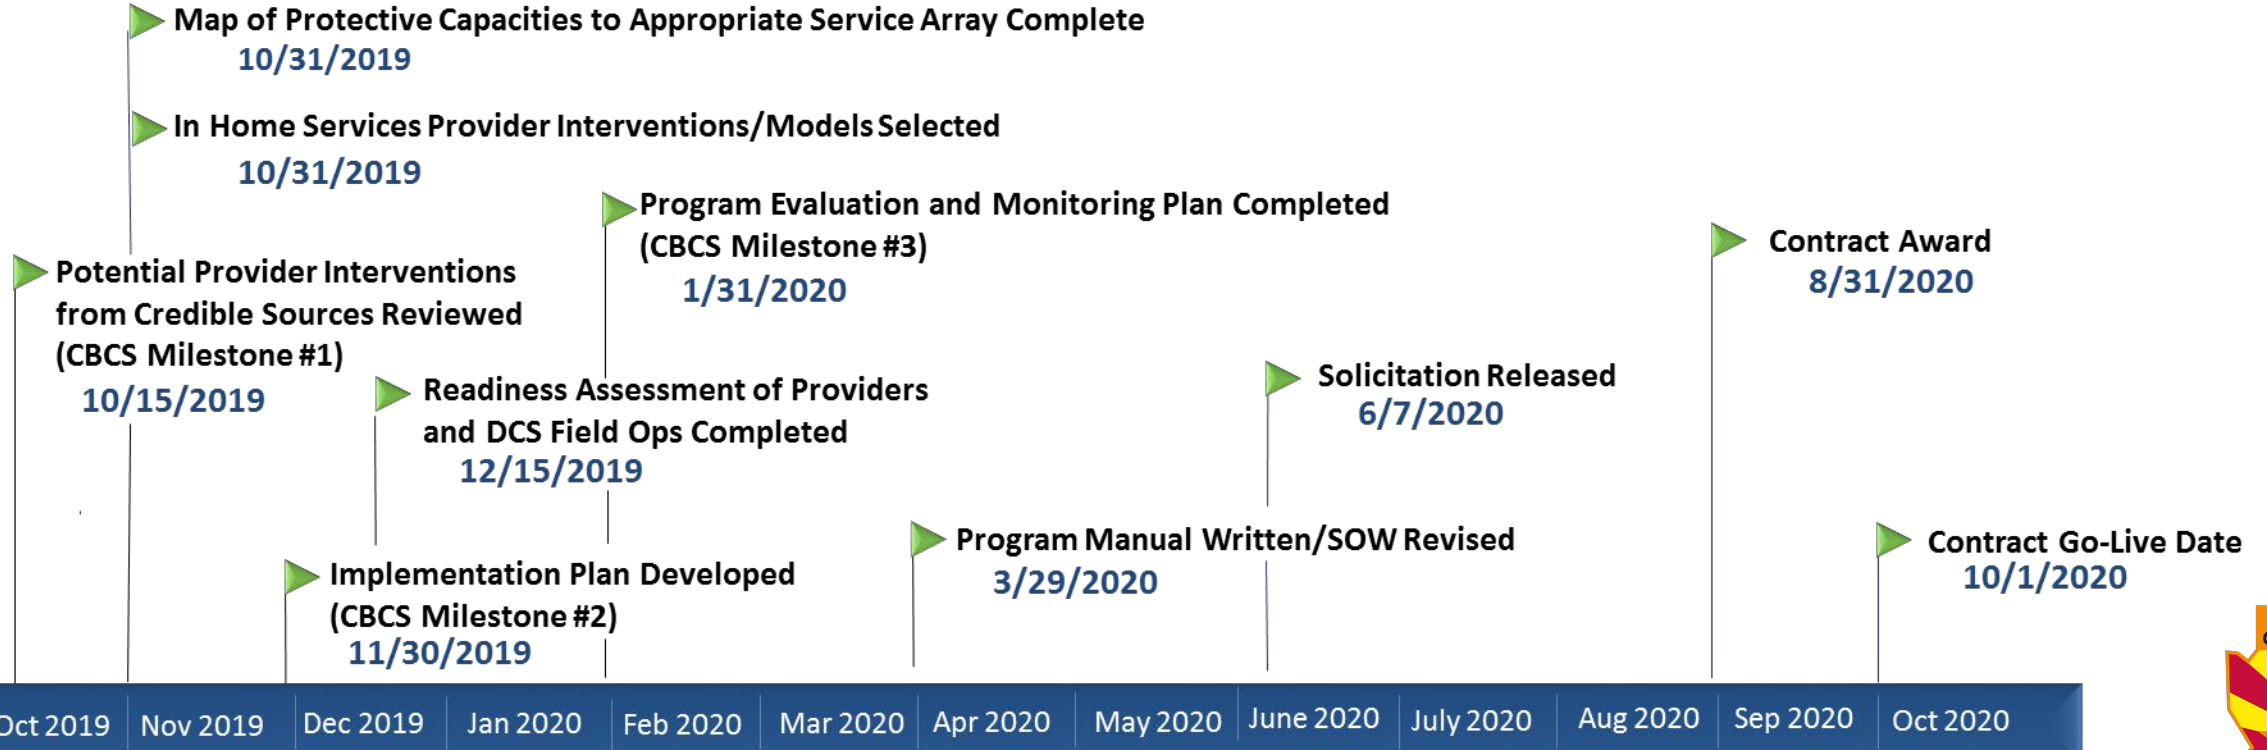 Map of Protective Capacities to Appropriate Service Array Complete
10/31/2019
In Home Services Provider Interventions/Models Selected
10/31/2019
Potential Provider Interventions
from Credible Sources Reviewed
(CBCS Milestone #1)
10/15/2019
Program Evaluation and Monitoring Plan Completed
(CBCS Milestone #3)
1/31/2020
Readiness Assessment of Providers
and DCS Field Ops Completed
12/15/2019
Implementation Plan Developed
(CBCS Milestone #2)
11/30/2019
Contract Award
8/31/2020
Solicitation Released
6/7/2020
Program Manual Written/SOW Revised
3/29/2020
Contract Go-Live Date
10/1/2020
Oct 2019 Nov 2019 Dec 2019 Jan 2020 Feb 2020 Mar 2020 Apr 2020 May 2020 June 2020 July 2020 Aug 2020 Sep 2020 Oct 2020